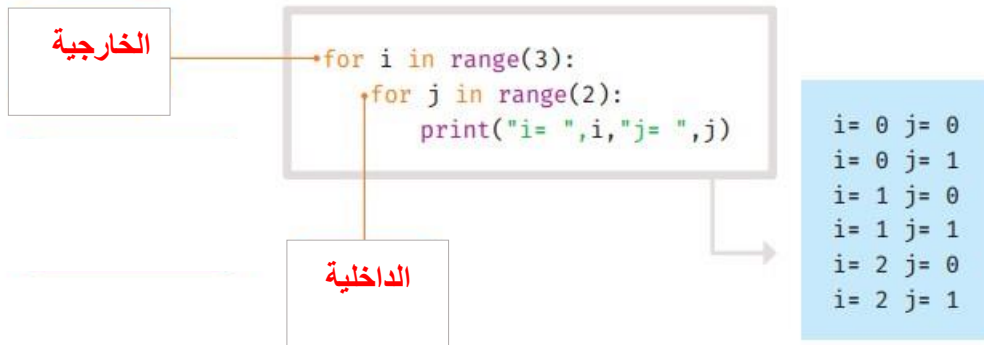 الخارجية
for i in range(3):
for j in range(2):
print("i= ",i,"j= ",j)
الداخلية
i= 0 j= 0
i= 0 j= 1
i= 1 j= 0
i= 1 j= 1
i= 2 j= 0
i= 2 j= 1